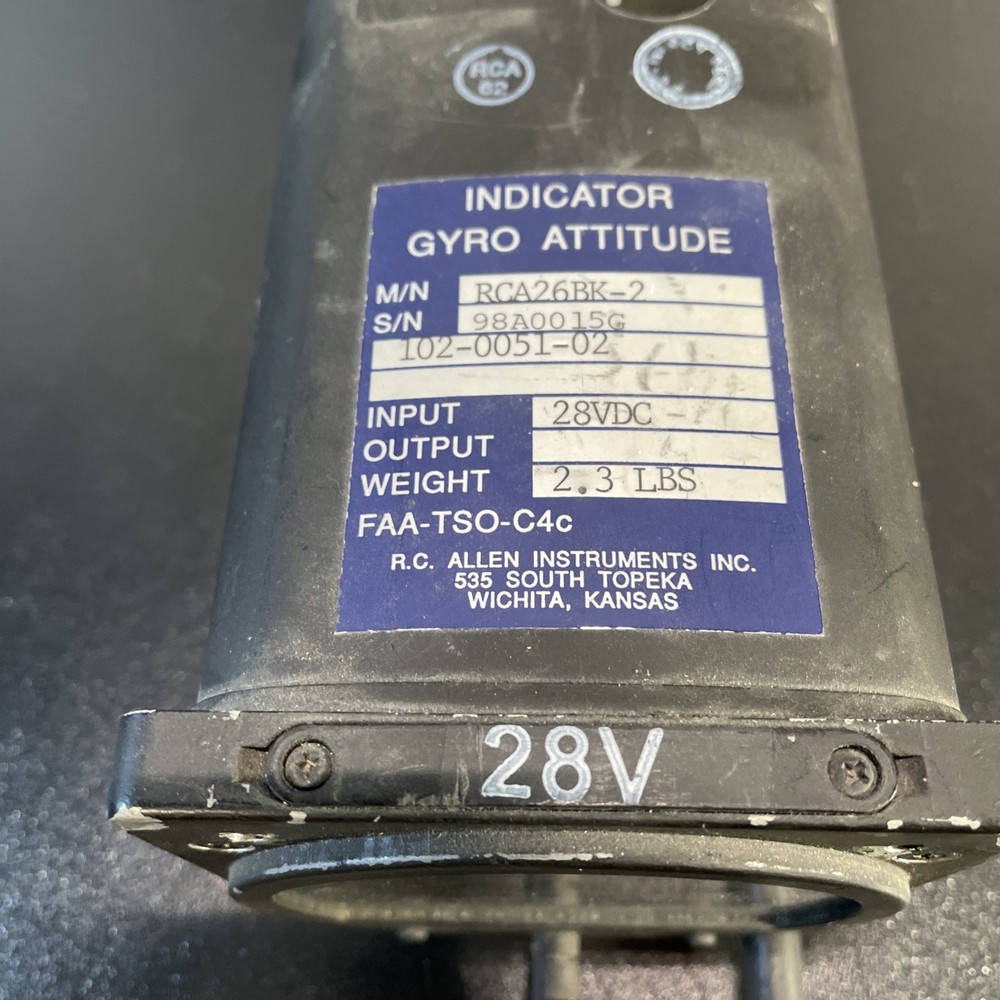 RCA
62
INDICATOR
GYRO ATTITUDE
M/N RCA26BK-2
S/N 98A0015G
102-0051-02
INPUT 28VDC
OUTPUT
WEIGHT 2.3 LBS
FAA-TSO-C4c
R.C. ALLEN INSTRUMENTS INC.
535 SOUTH TOPEKA
WICHITA, KANSAS
28V